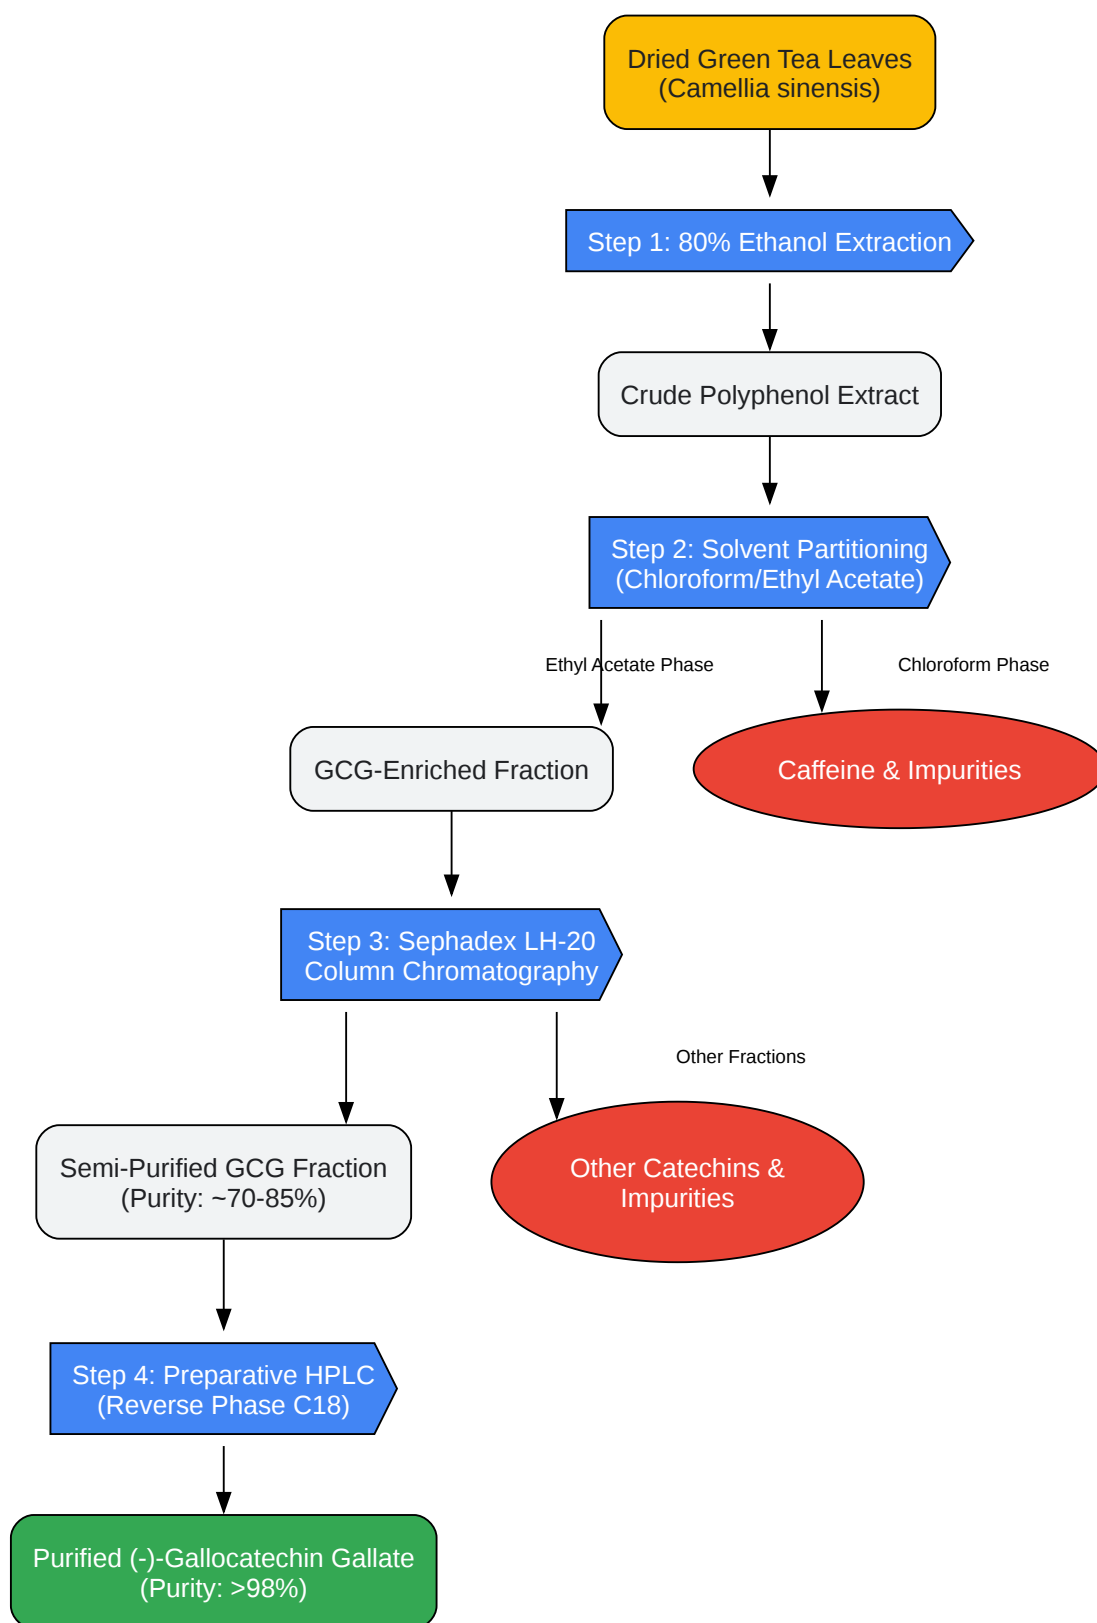 Dried Green Tea Leaves
(Camellia sinensis)
Step 1: 80% Ethanol Extraction
Crude Polyphenol Extract
Step 2: Solvent Partitioning
(Chloroform/Ethyl Acetate)
Ethyl Acetate Phase
Chloroform Phase
GCG-Enriched Fraction
Caffeine & Impurities
Step 3: Sephadex LH-20
Column Chromatography
Other Fractions
Semi-Purified GCG Fraction
(Purity: ~70-85%)
Other Catechins &
Impurities
Step 4: Preparative HPLC
(Reverse Phase C18)
Purified (-)-Gallocatechin Gallate
(Purity: >98%)